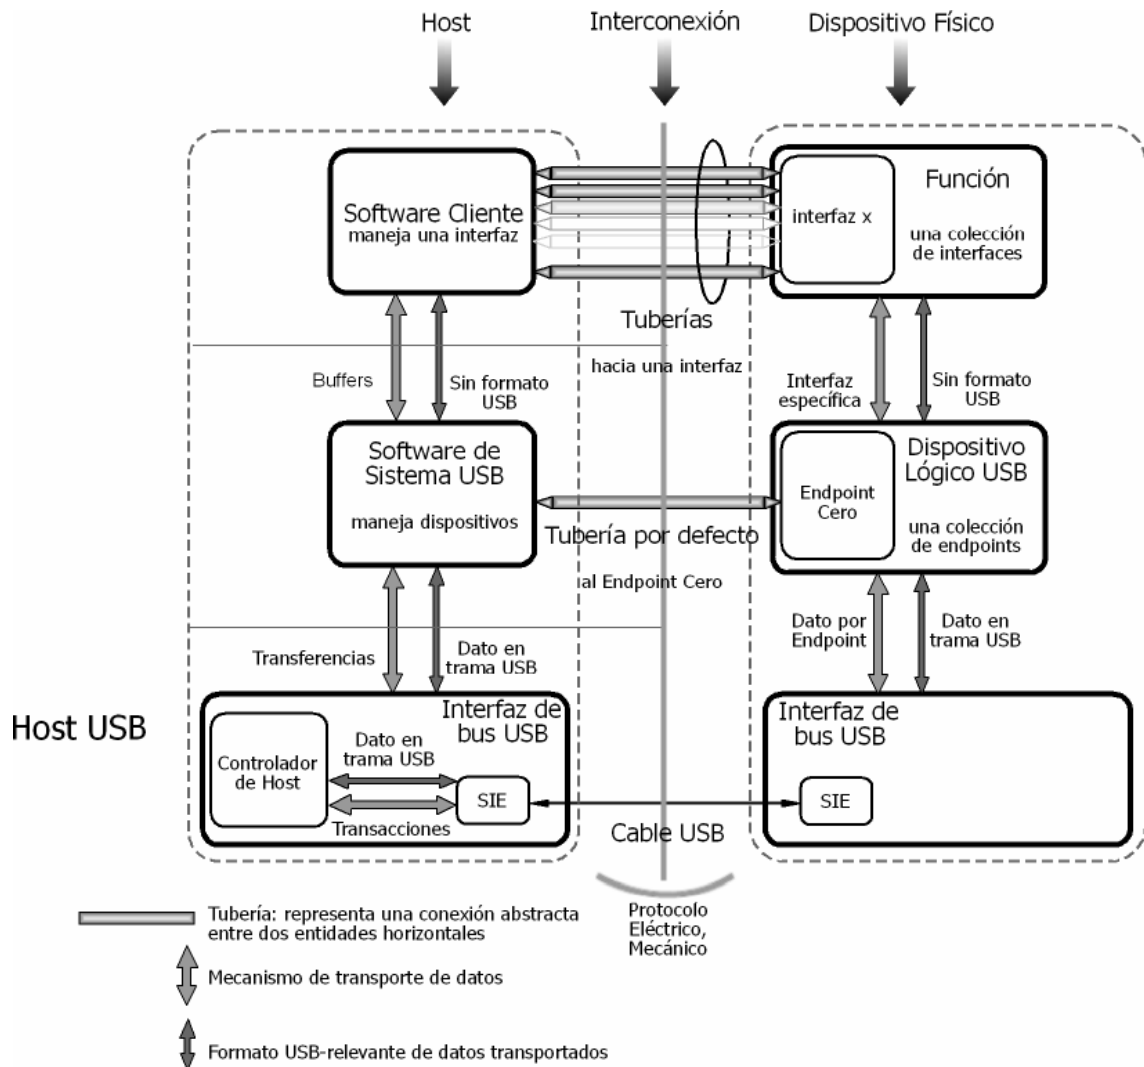 Host
Interconexión
Dispositivo Físico
Software Cliente
maneja una interfaz
interfaz x
Función
una colección
de interfaces
Tuberías
hacia una interfaz
Buffers
Sin formato
USB
Interfaz
específica
Sin formato
USB
Software de
Sistema USB
maneja dispositivos
Tubería por defecto
al Endpoint Cero
Endpoint
Cero
Dispositivo
Lógico USB
una colección
de endpoints
Transferencias
Dato en
trama USB
Dato por
Endpoint
Dato en
trama USB
Host USB
Interfaz de
bus USB
Controlador
de Host
Dato en
trama USB
Transacciones
SIE
Cable USB
Interfaz de
bus USB
SIE
Protocolo
Eléctrico,
Mecánico
Tubería: representa una conexión abstracta
entre dos entidades horizontales
Mecanismo de transporte de datos
Formato USB-relevante de datos transportados